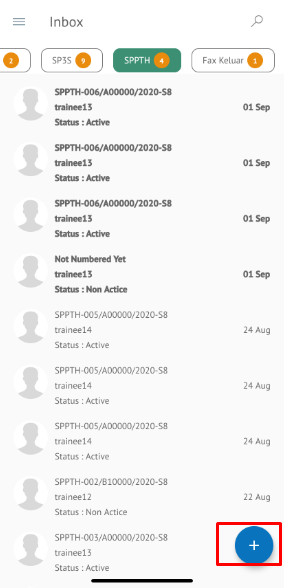 Inbox
2
SP3S 9
SPPTH 4
Fax Keluar 1
SPPTH-006/A00000/2020-S8
trainee13 01 Sep
Status : Active
SPPTH-006/A00000/2020-S8
trainee13 01 Sep
Status : Active
SPPTH-006/A00000/2020-S8
trainee13 01 Sep
Status : Active
Not Numbered Yet
trainee13 01 Sep
Status : Non Actice
SPPTH-005/A00000/2020-S8
trainee14 24 Aug
Status : Active
SPPTH-005/A00000/2020-S8
trainee14 24 Aug
Status : Active
SPPTH-005/A00000/2020-S8
trainee14 24 Aug
Status : Active
SPPTH-002/B10000/2020-S8
trainee12 22 Aug
Status : Non Actice
SPPTH-003/A00000/2020-S8
trainee13
Status : Active
+